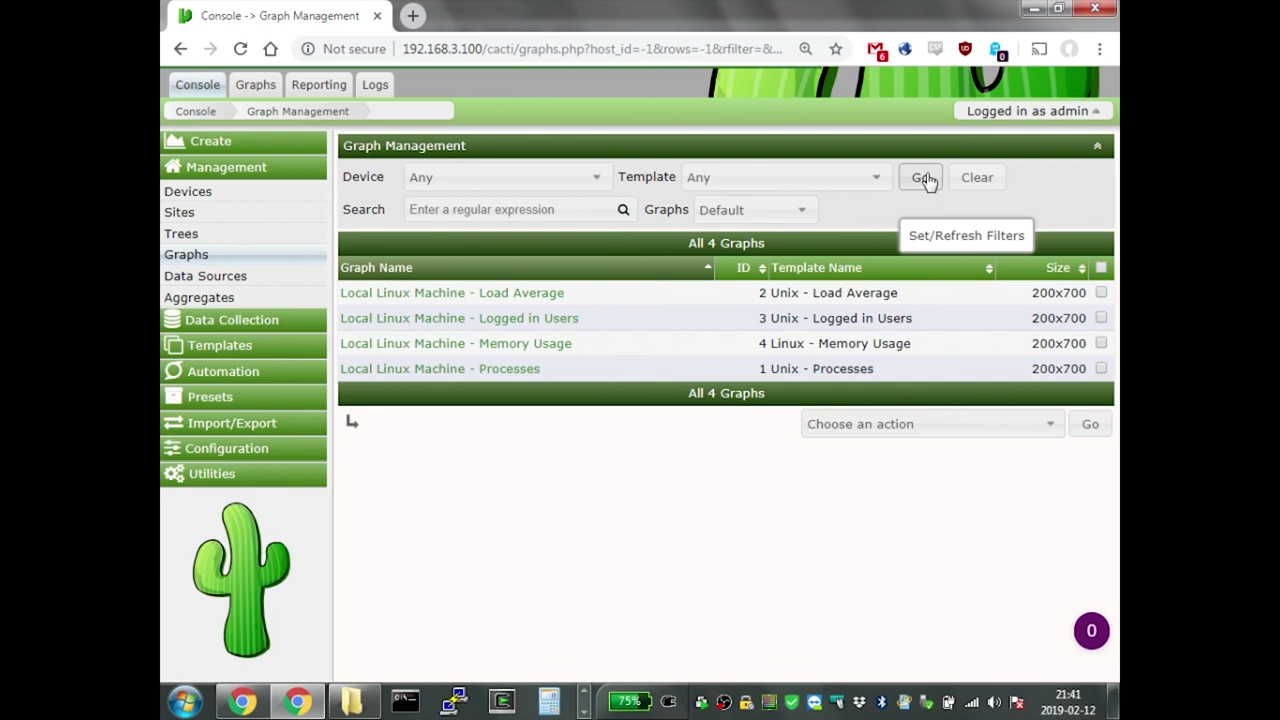 Console -> Graph Management
Not secure 192.168.3.100/cacti/graphs.php?host_id=-1&rows=-1&rfilter=&...
6
0
Console Graphs Reporting Logs
Console Graph Management
Logged in as admin
Create
Management
Devices
Sites
Trees
Graphs
Data Sources
Aggregates
Data Collection
Templates
Automation
Presets
Import/Export
Configuration
Utilities
Graph Management
Device Any Template Any Go Clear
Search Enter a regular expression Graphs Default
Set/Refresh Filters
All 4 Graphs
Graph Name ID Template Name Size
Local Linux Machine - Load Average 2 Unix - Load Average 200x700
Local Linux Machine - Logged in Users 3 Unix - Logged in Users 200x700
Local Linux Machine - Memory Usage 4 Linux - Memory Usage 200x700
Local Linux Machine - Processes 1 Unix - Processes 200x700
All 4 Graphs
Choose an action Go
0
75%
21:41
2019-02-12